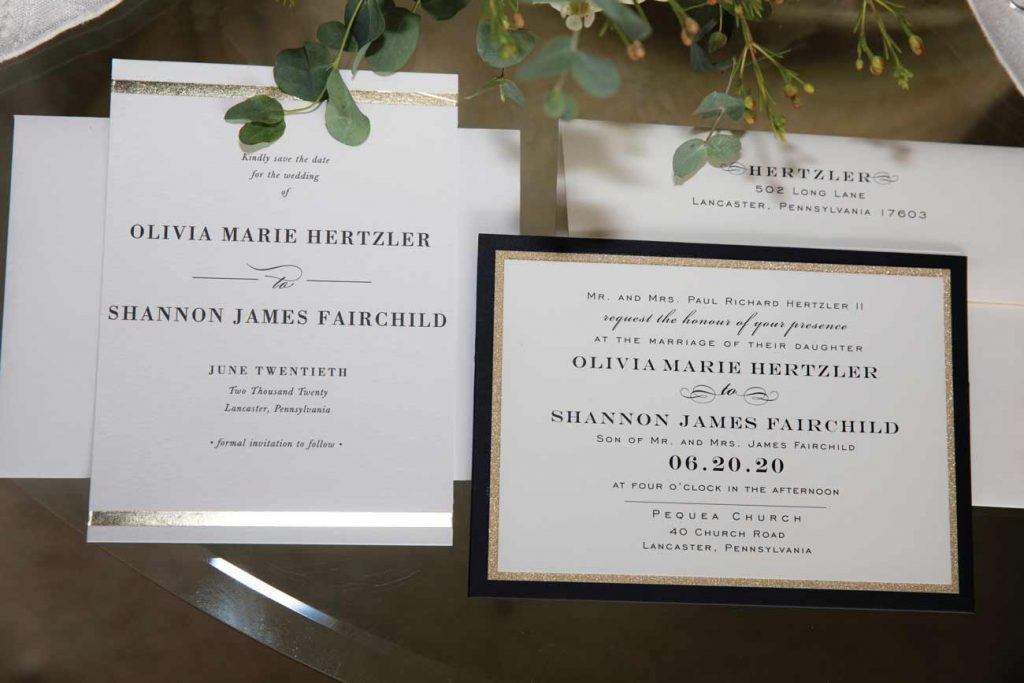 Kindly save the date
for the wedding
of
OLIVIA MARIE HERTZLER
to
SHANNON JAMES FAIRCHILD
JUNE TWENTIETH
Two Thousand Twenty
Lancaster, Pennsylvania
• formal invitation to follow •
HERTZLER
502 LONG LANE
LANCASTER, PENNSYLVANIA 17603
MR. AND MRS. PAUL RICHARD HERTZLER II
request the honour of your presence
AT THE MARRIAGE OF THEIR DAUGHTER
OLIVIA MARIE HERTZLER
to
SHANNON JAMES FAIRCHILD
SON OF MR. AND MRS. JAMES FAIRCHILD
06.20.20
AT FOUR O'CLOCK IN THE AFTERNOON
PEQUEA CHURCH
40 CHURCH ROAD
LANCASTER, PENNSYLVANIA